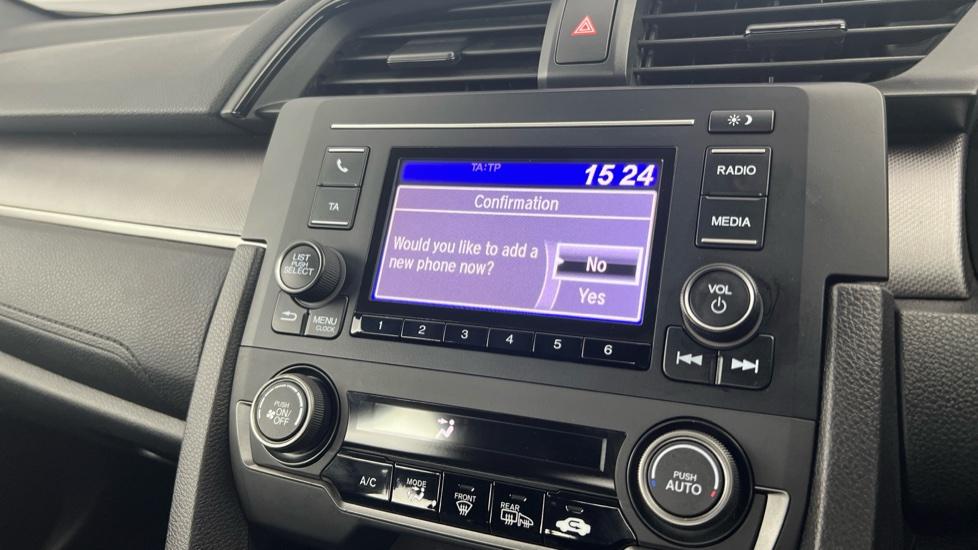 TA:TP 15 24
Confirmation
Would you like to add a
new phone now?
No
Yes
TA
LIST
PUSH
SELECT
MENU
CLOCK
RADIO
MEDIA
VOL
1 2 3 4 5 6
PUSH
ON/
OFF
PUSH
AUTO
A/C
MODE
FRONT
REAR